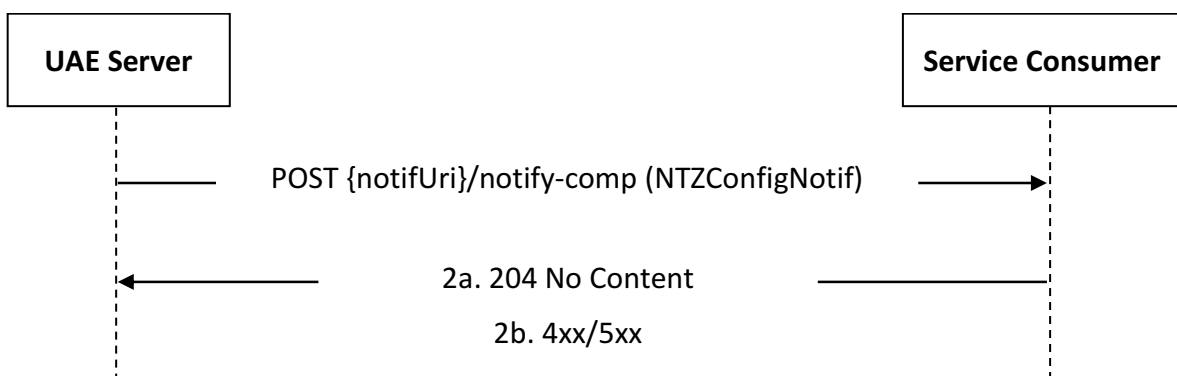 UAE Server
Service Consumer
POST {notifUri}/notify-comp (NTZConfigNotif)
2a. 204 No Content
2b. 4xx/5xx